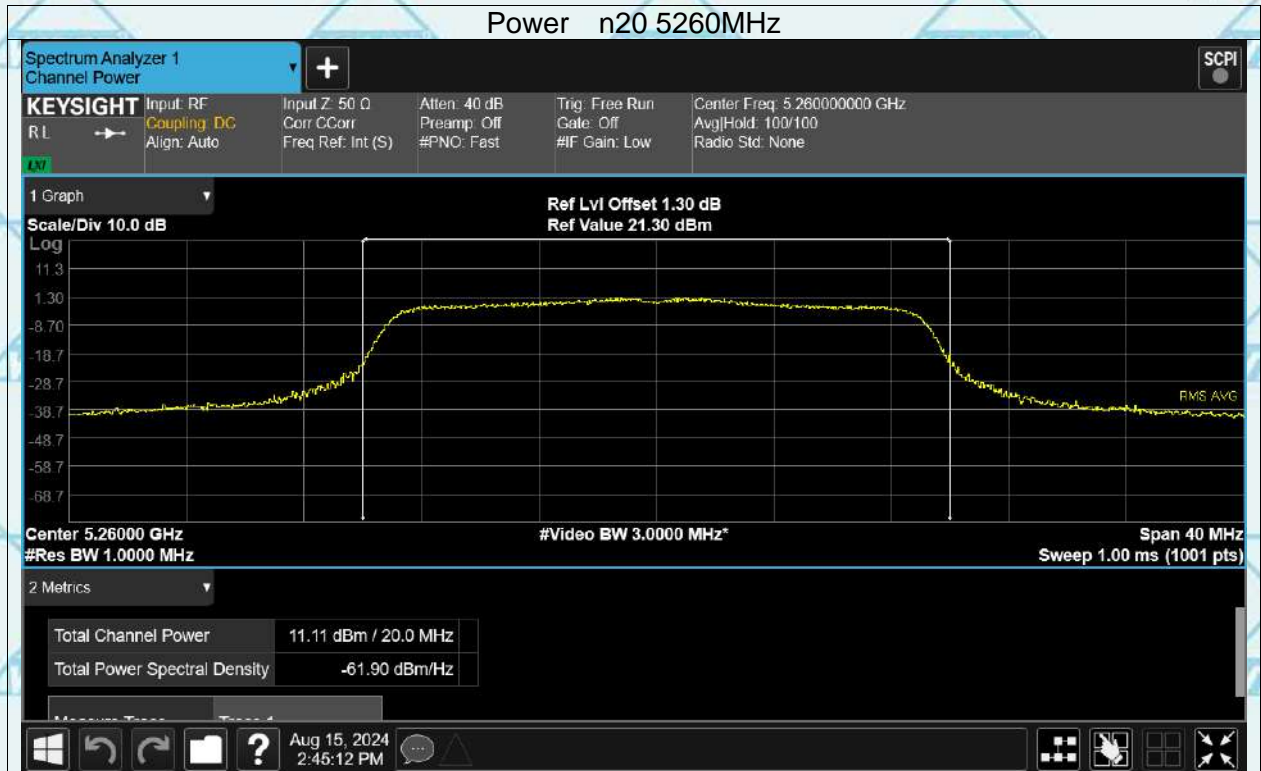 Power n20 5260MHz
Spectrum Analyzer 1
Channel Power
SCPI
KEYSIGHT
R L
LXI
Input: RF
Coupling: DC
Align: Auto
Input Z: 50 Ω
Corr CCorr
Freq Ref: Int (S)
Atten: 40 dB
Preamp: Off
#PNO: Fast
Trig: Free Run
Gate: Off
#IF Gain: Low
Center Freq: 5.260000000 GHz
Avg|Hold: 100/100
Radio Std: None
1 Graph
Scale/Div 10.0 dB
Ref Lvl Offset 1.30 dB
Ref Value 21.30 dBm
Log
11.3
1.30
-8.70
-18.7
-28.7
-38.7
-48.7
-58.7
-68.7
RMS AVG
Center 5.26000 GHz
#Res BW 1.0000 MHz
#Video BW 3.0000 MHz*
Span 40 MHz
Sweep 1.00 ms (1001 pts)
2 Metrics
Total Channel Power 11.11 dBm / 20.0 MHz
Total Power Spectral Density -61.90 dBm/Hz
Measure Trace Trace 1
?
Aug 15, 2024
2:45:12 PM